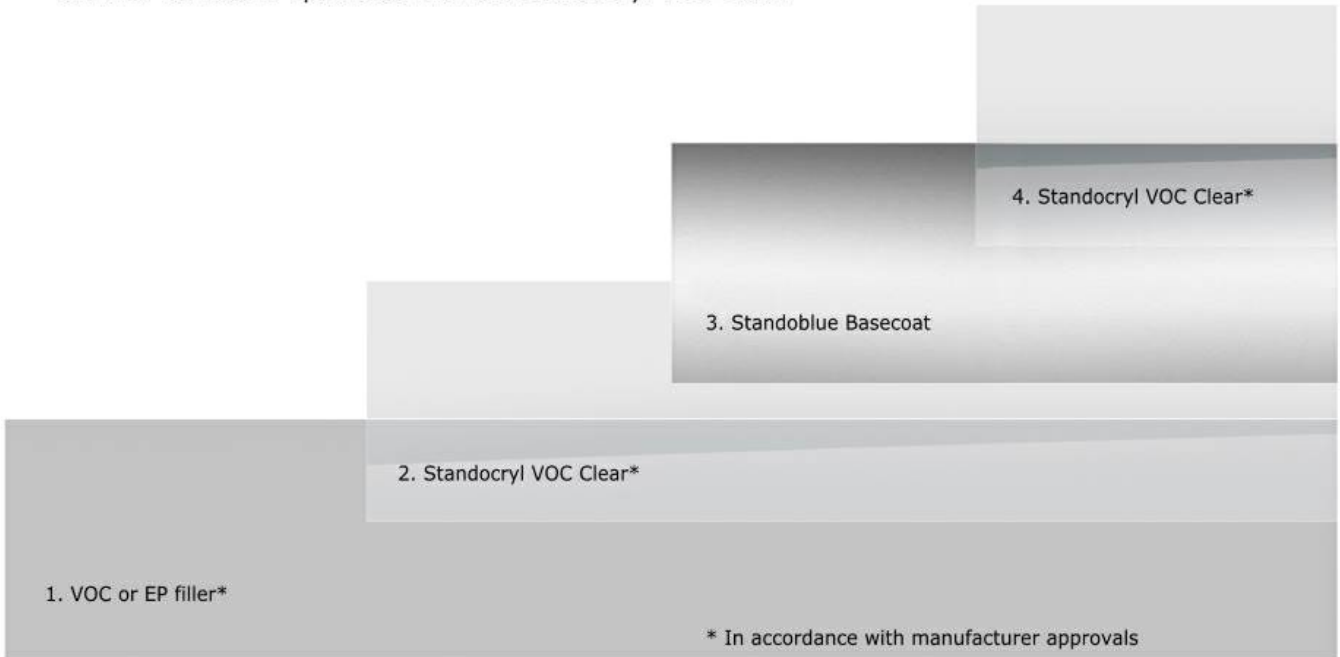 4. Standocryl VOC Clear*
3. Standoblue Basecoat
2. Standocryl VOC Clear*
1. VOC or EP filler*
* In accordance with manufacturer approvals